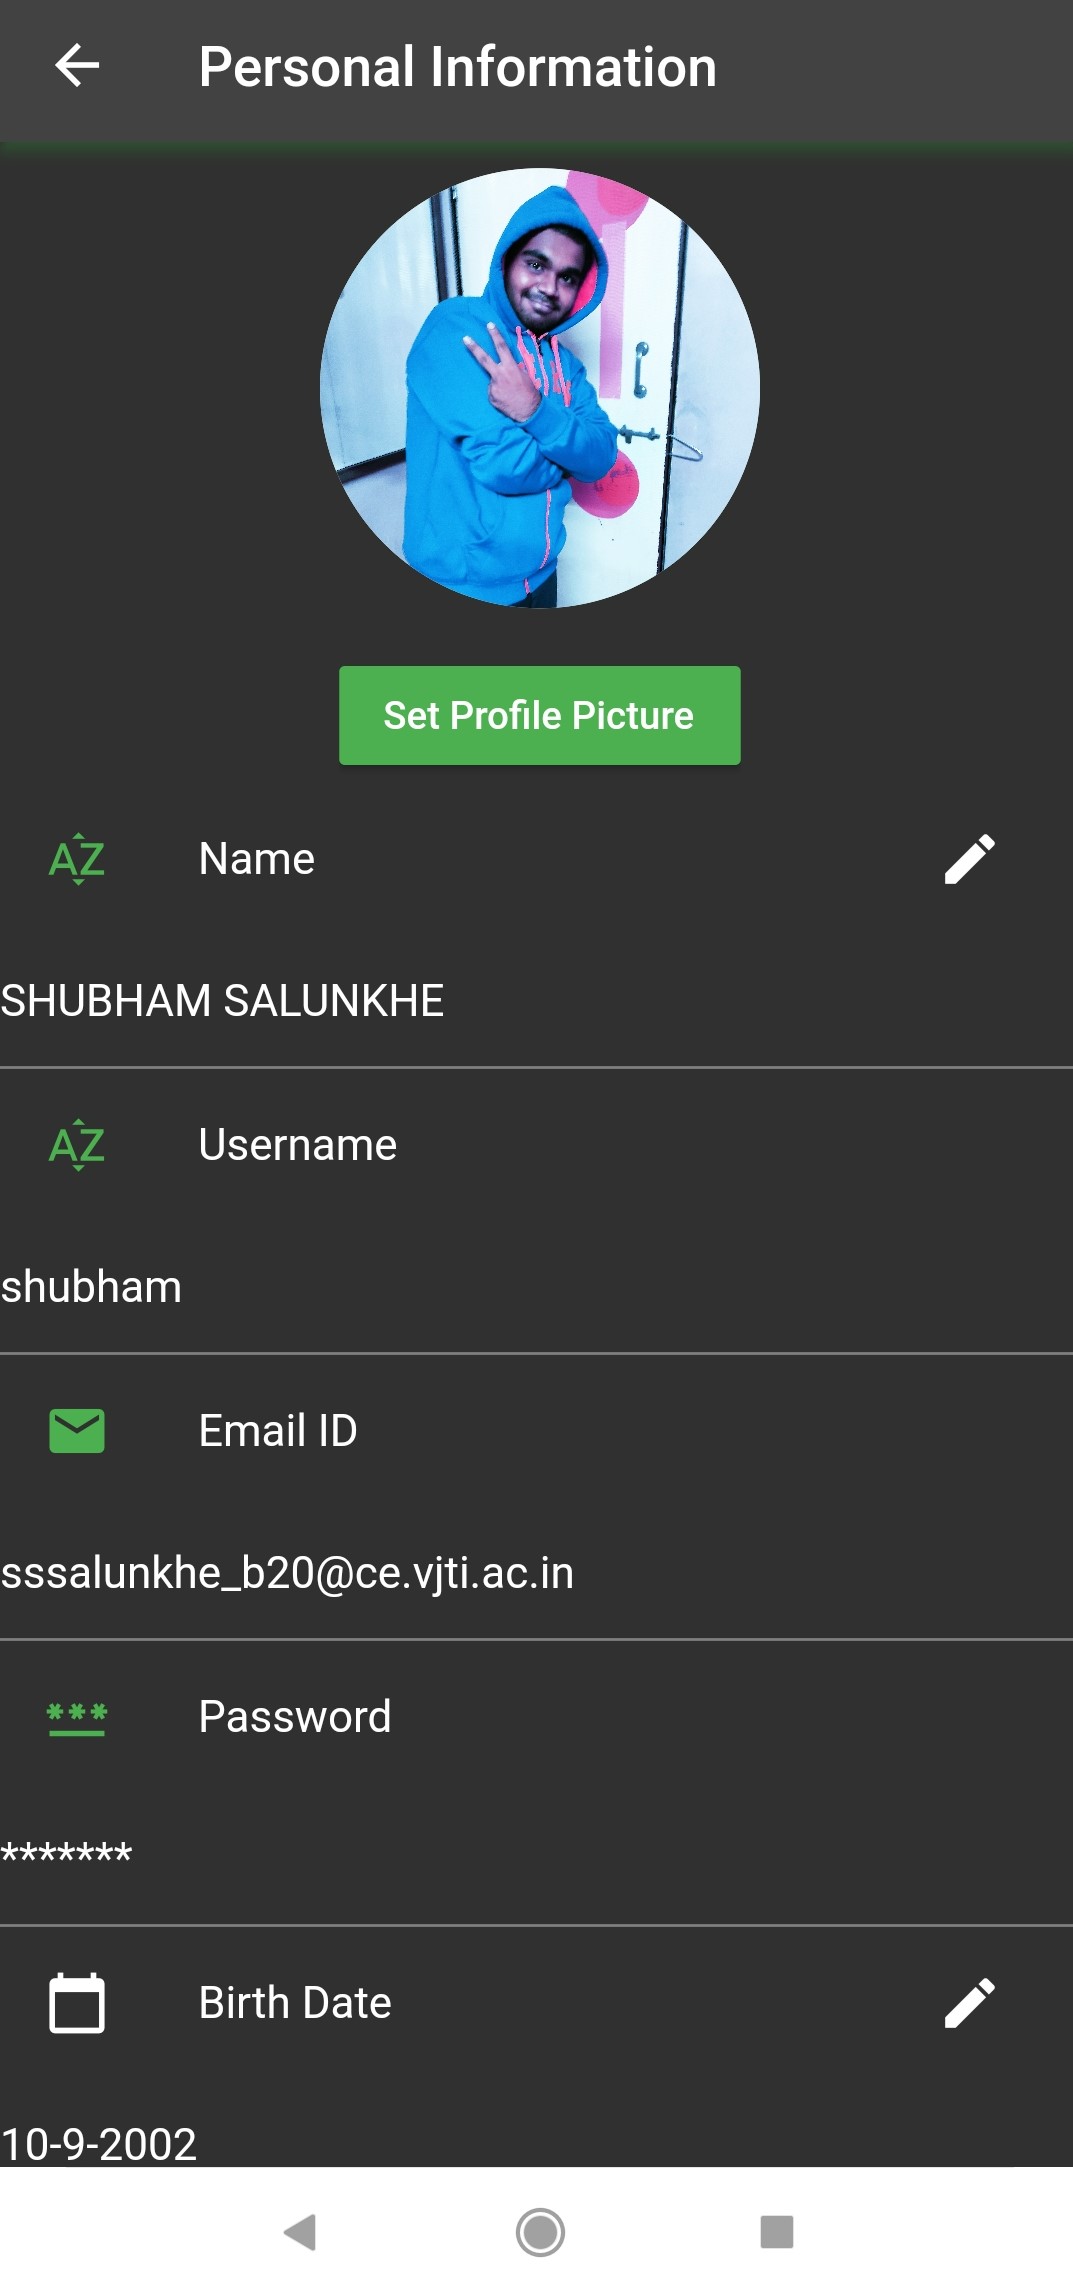 Personal Information
Set Profile Picture
AZ Name
SHUBHAM SALUNKHE
AZ Username
shubham
Email ID
sssalunkhe_b20@ce.vjti.ac.in
*** Password
*******
Birth Date
10-9-2002